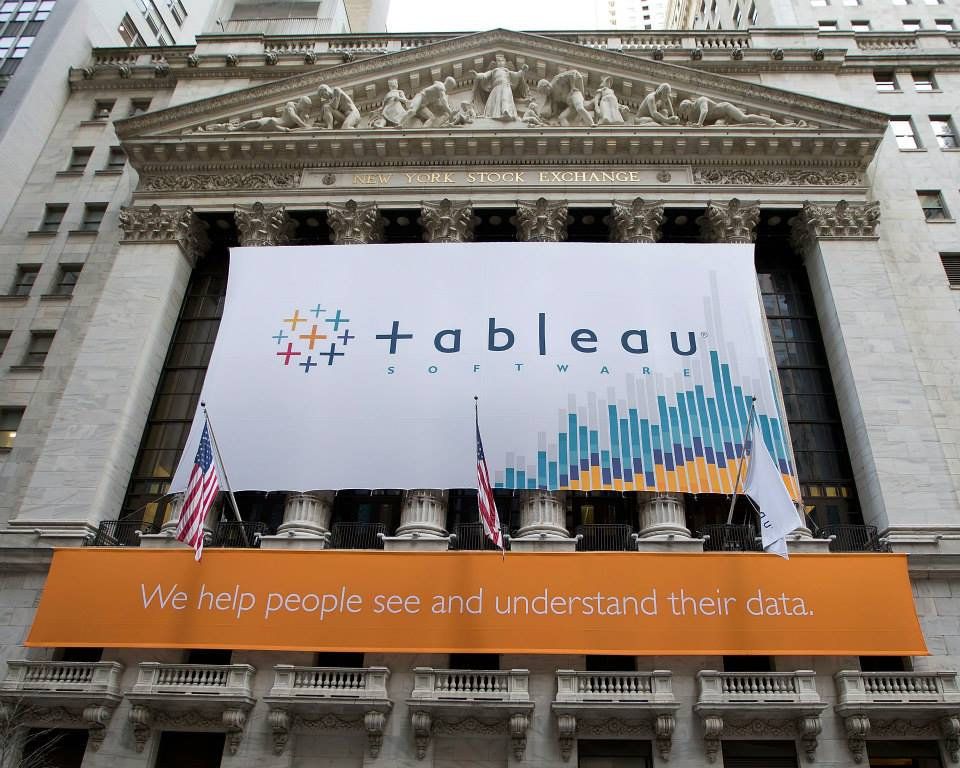 NEW YORK STOCK EXCHANGE
tableau®
SOFTWARE
We help people see and understand their data.